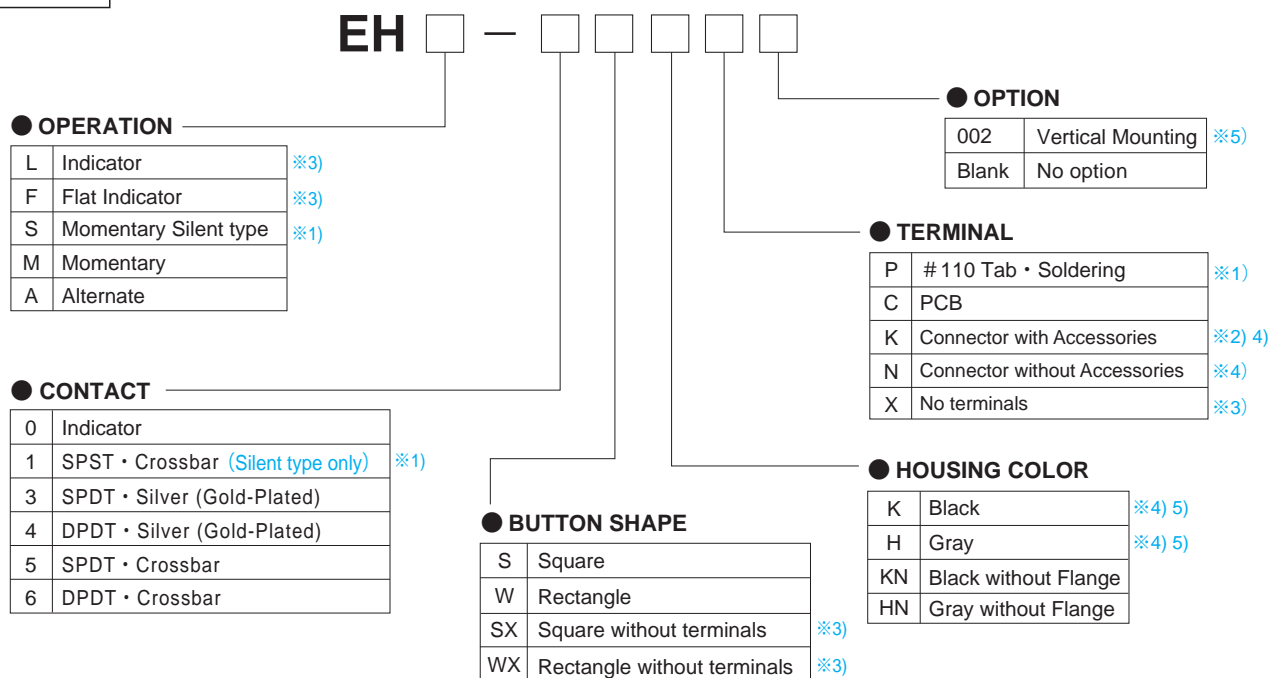 EH □ － □ □ □ □ □
● OPERATION
L Indicator ※3)
F Flat Indicator ※3)
S Momentary Silent type ※1)
M Momentary
A Alternate
● CONTACT
0 Indicator
1 SPST・Crossbar (Silent type only) ※1)
3 SPDT・Silver (Gold-Plated)
4 DPDT・Silver (Gold-Plated)
5 SPDT・Crossbar
6 DPDT・Crossbar
● BUTTON SHAPE
S Square
W Rectangle
SX Square without terminals ※3)
WX Rectangle without terminals ※3)
● OPTION
002 Vertical Mounting ※5)
Blank No option
● TERMINAL
P ＃110 Tab・Soldering ※1)
C PCB
K Connector with Accessories ※2) 4)
N Connector without Accessories ※4)
X No terminals ※3)
● HOUSING COLOR
K Black ※4) 5)
H Gray ※4) 5)
KN Black without Flange
HN Gray without Flange